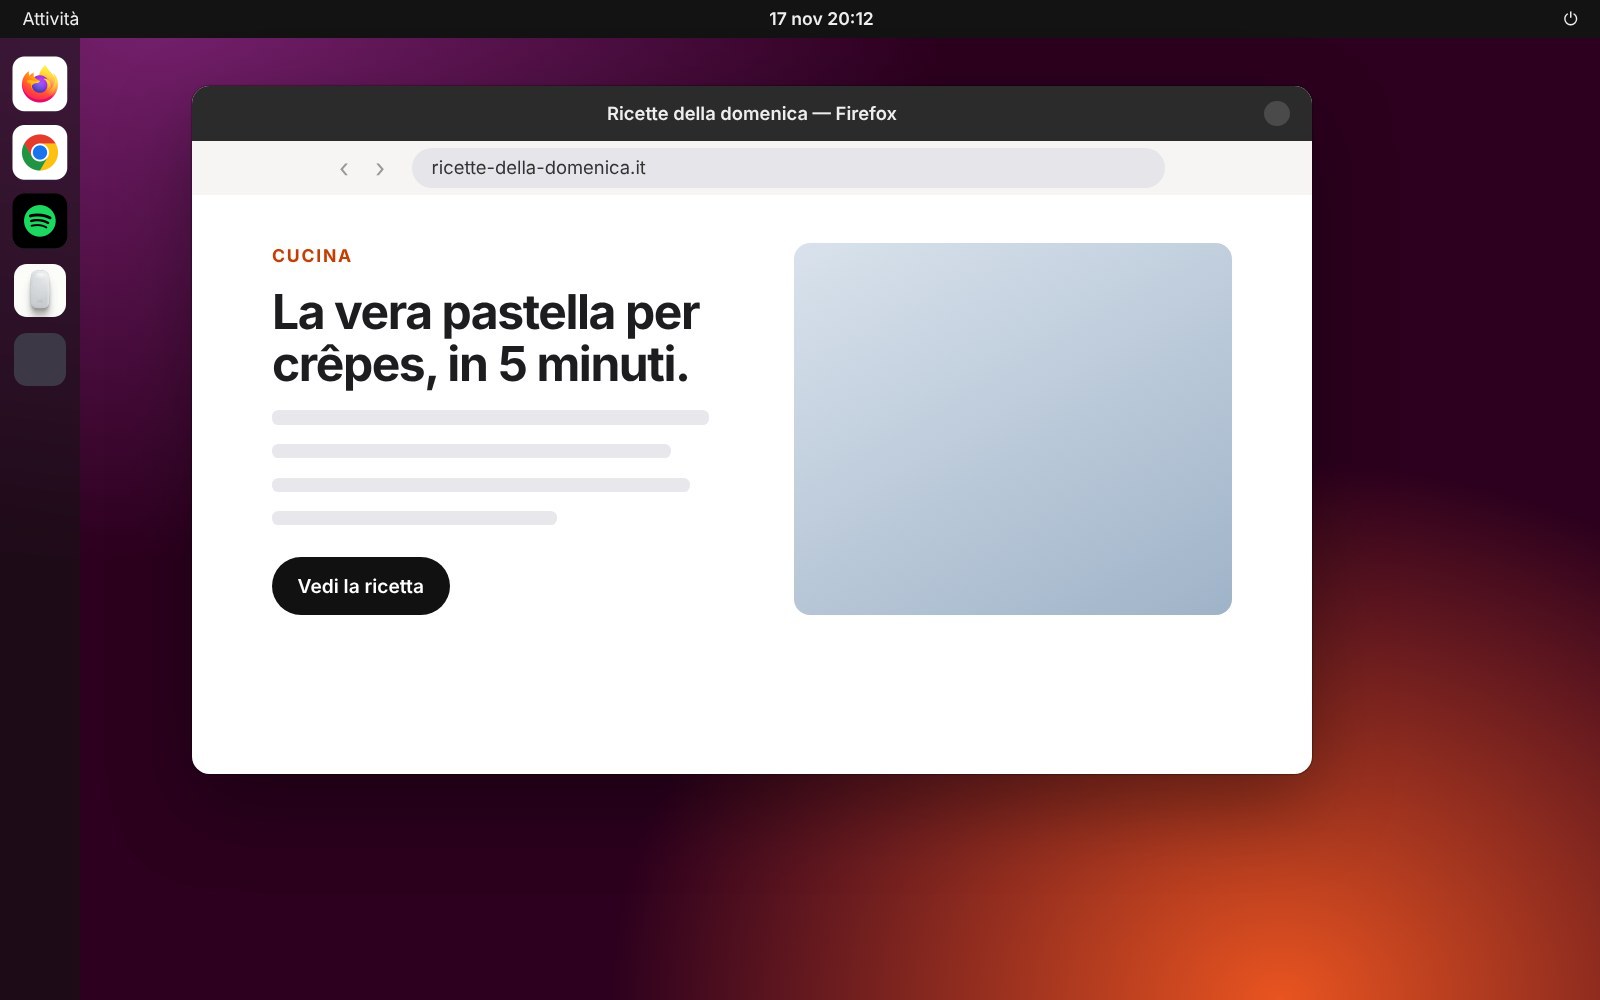 Attività
17 nov 20:12
Ricette della domenica — Firefox
ricette-della-domenica.it
CUCINA
La vera pastella per
crêpes, in 5 minuti.
Vedi la ricetta